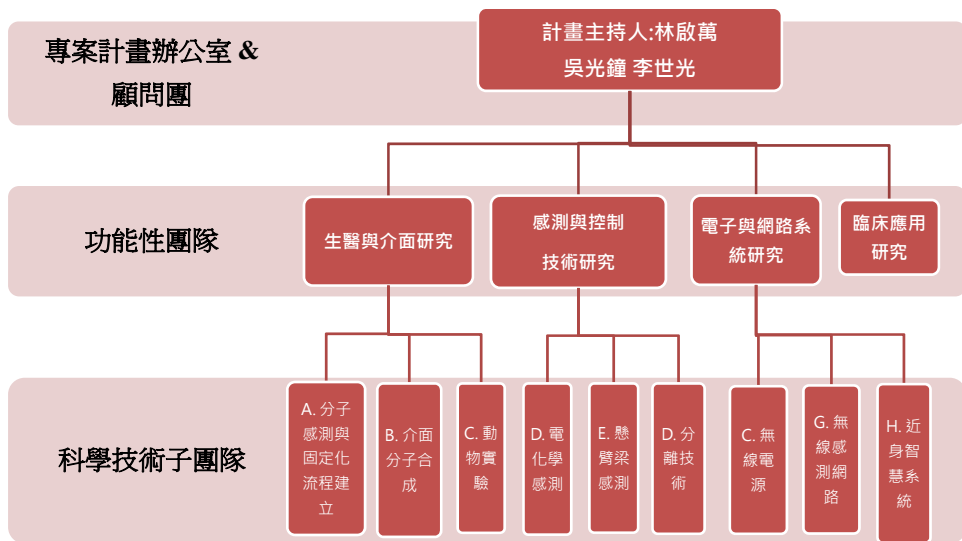 專案計畫辦公室 &
顧問團
計畫主持人:林啟萬
吳光鐘 李世光
功能性團隊
生醫與介面研究
感測與控制
技術研究
電子與網路系
統研究
臨床應用
研究
科學技術子團隊
A. 分子
感測與
固定化
流程建
立
B. 介面
分子合
成
C. 動
物實
驗
D. 電
化學
感測
E. 懸
臂梁
感測
D. 分
離技
術
C. 無
線電
源
G. 無
線感
測網
路
H. 近
身智
慧系
統